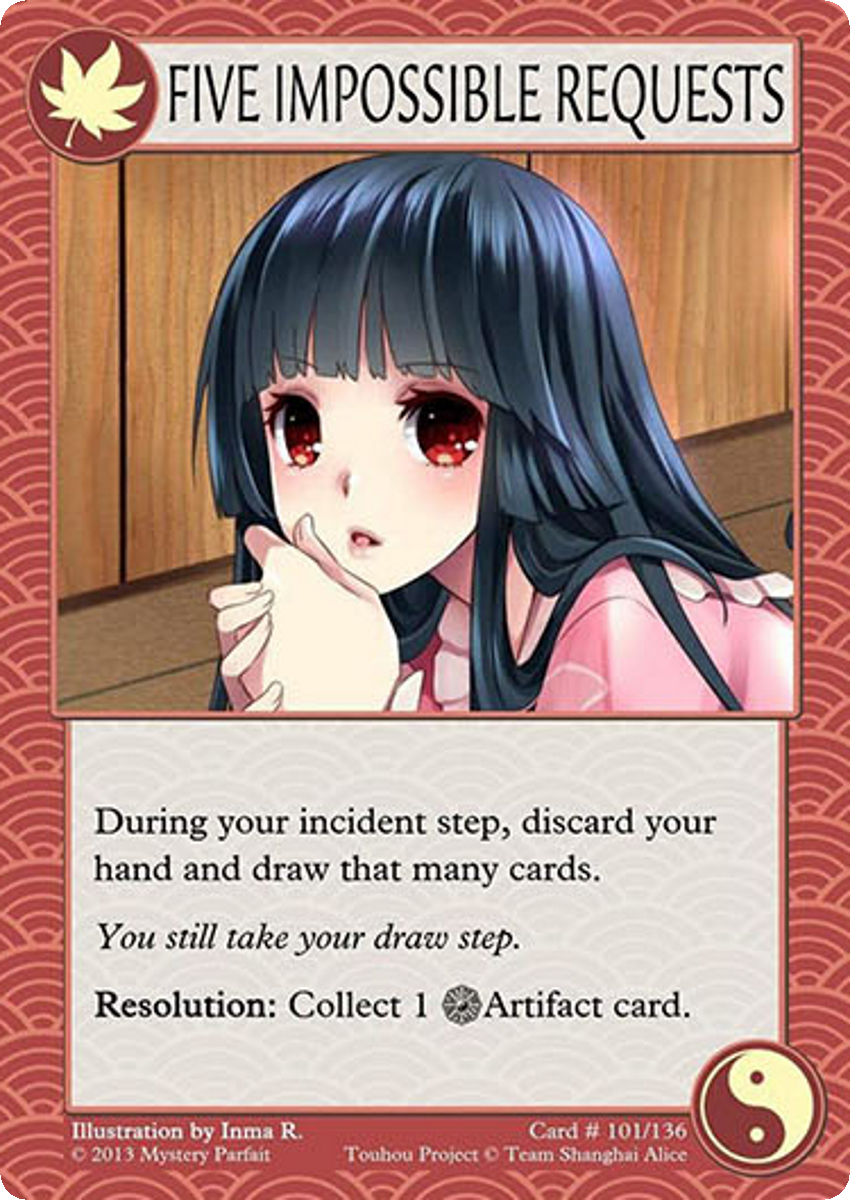 FIVE IMPOSSIBLE REQUESTS
During your incident step, discard your
hand and draw that many cards.
You still take your draw step.
Resolution: Collect 1 Artifact card.
Illustration by Inma R.
Card # 101/136
© 2013 Mystery Parfait
Touhou Project © Team Shanghai Alice